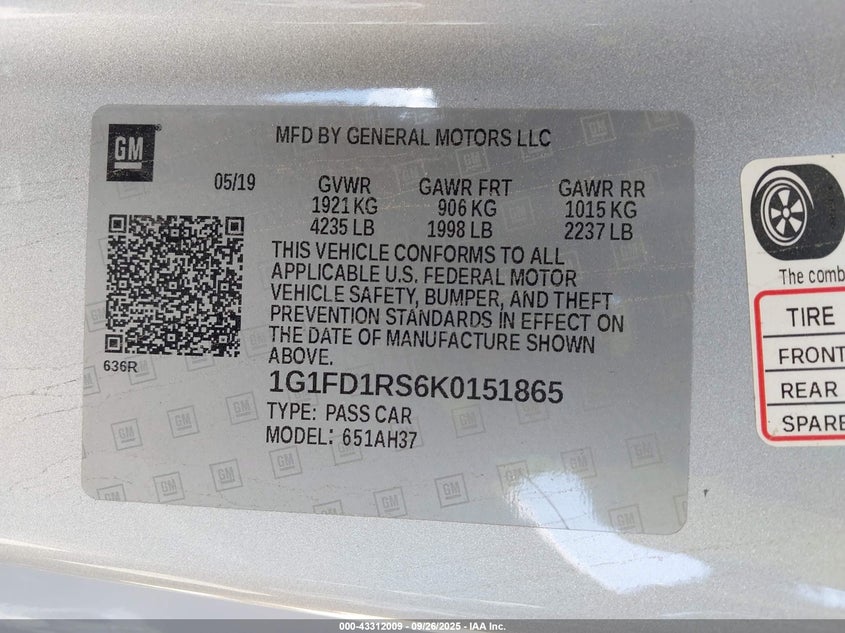 GM
MFD BY GENERAL MOTORS LLC
05/19
GVWR GAWR FRT GAWR RR
1921 KG 906 KG 1015 KG
4235 LB 1998 LB 2237 LB
THIS VEHICLE CONFORMS TO ALL
APPLICABLE U.S. FEDERAL MOTOR
VEHICLE SAFETY, BUMPER, AND THEFT
PREVENTION STANDARDS IN EFFECT ON
THE DATE OF MANUFACTURE SHOWN
ABOVE.
636R
1G1FD1RS6K0151865
TYPE: PASS CAR
MODEL: 651AH37
The comb
TIRE
FRONT
REAR
SPARE
000-43312009 - 09/26/2025 - IAA Inc.